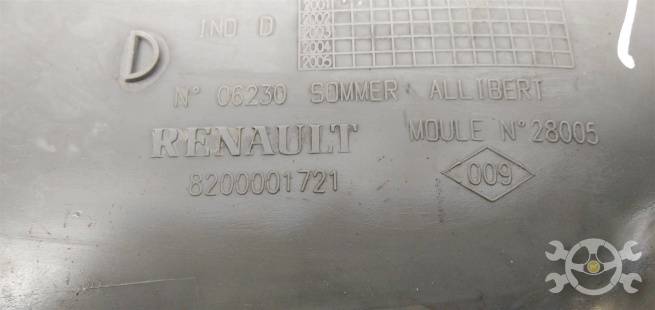 2001
2002
2003
2004
2005
IND D
D
N° 06230 SOMMER ALLIBERT
RENAULT
MOULE N° 28005
8200001721
009